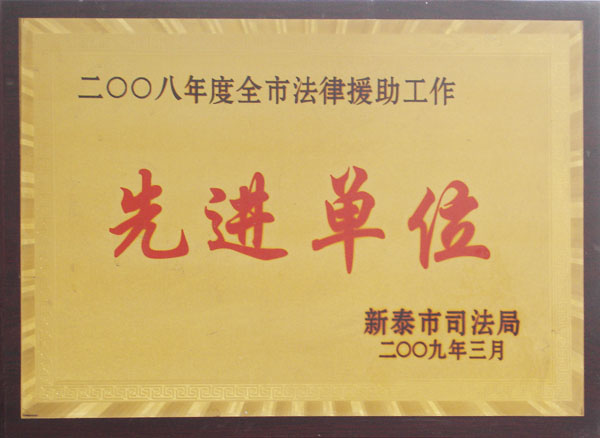 二〇〇八年度全市法律援助工作
先进单位
新泰市司法局
二〇〇九年三月